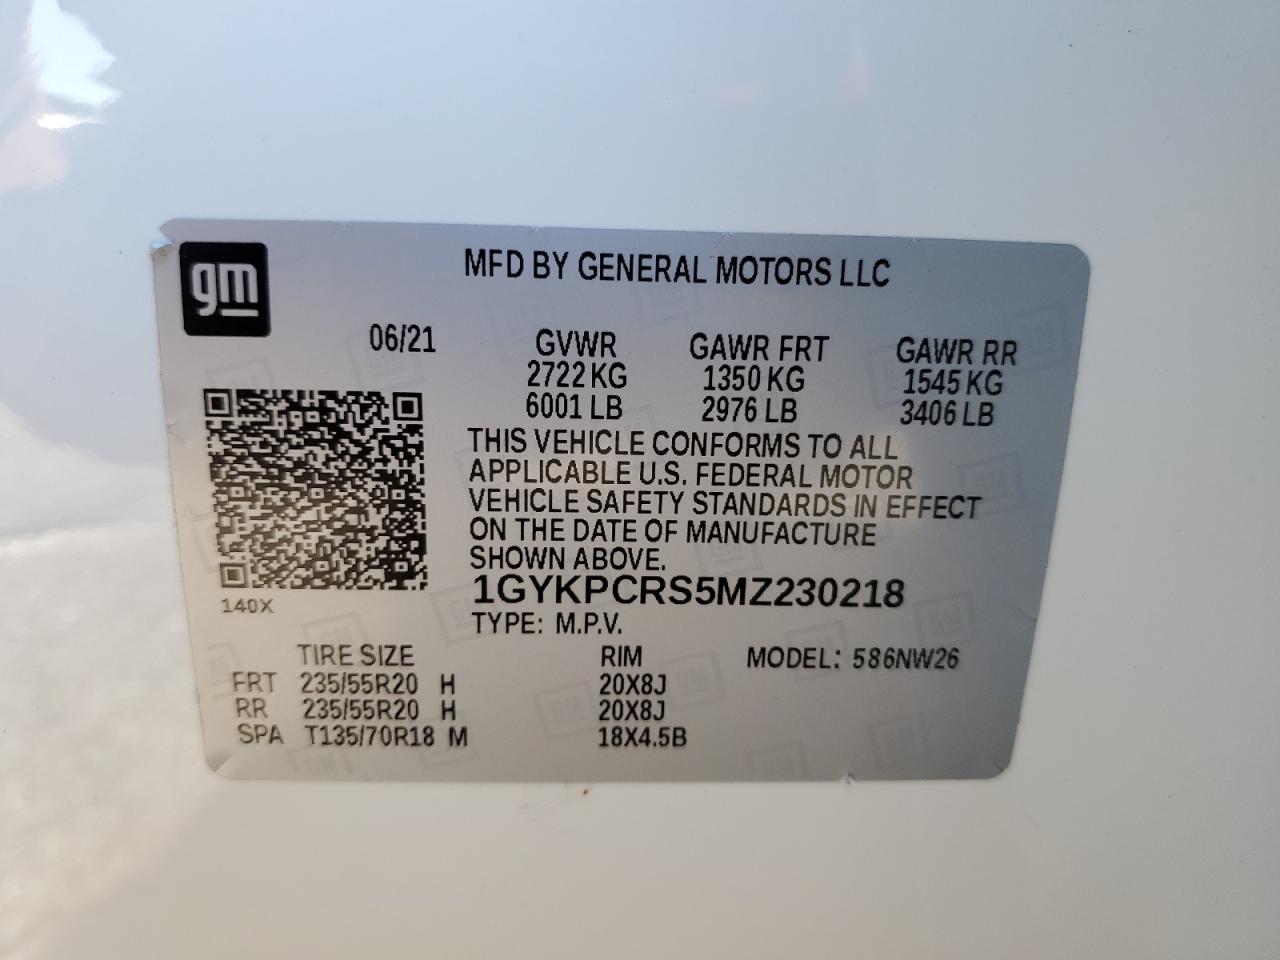 gm
MFD BY GENERAL MOTORS LLC
06/21 GVWR GAWR FRT GAWR RR
2722 KG 1350 KG 1545 KG
6001 LB 2976 LB 3406 LB
THIS VEHICLE CONFORMS TO ALL
APPLICABLE U.S. FEDERAL MOTOR
VEHICLE SAFETY STANDARDS IN EFFECT
ON THE DATE OF MANUFACTURE
SHOWN ABOVE.
1GYKPCRS5MZ230218
140X
TYPE: M.P.V.
TIRE SIZE RIM MODEL: 586NW26
FRT 235/55R20 H 20X8J
RR 235/55R20 H 20X8J
SPA T135/70R18 M 18X4.5B